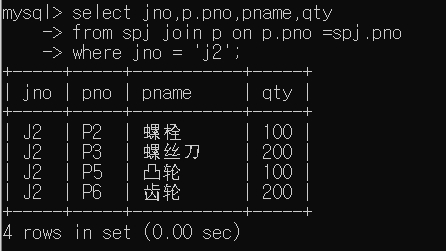 mysql> select jno,p.pno,pname,qty
    -> from spj join p on p.pno =spj.pno
    -> where jno = 'j2';
+-----+-----+--------+-----+
| jno | pno | pname | qty |
+-----+-----+--------+-----+
| J2 | P2 | 螺栓 | 100 |
| J2 | P3 | 螺丝刀 | 200 |
| J2 | P5 | 凸轮 | 100 |
| J2 | P6 | 齿轮 | 200 |
+-----+-----+--------+-----+
4 rows in set (0.00 sec)